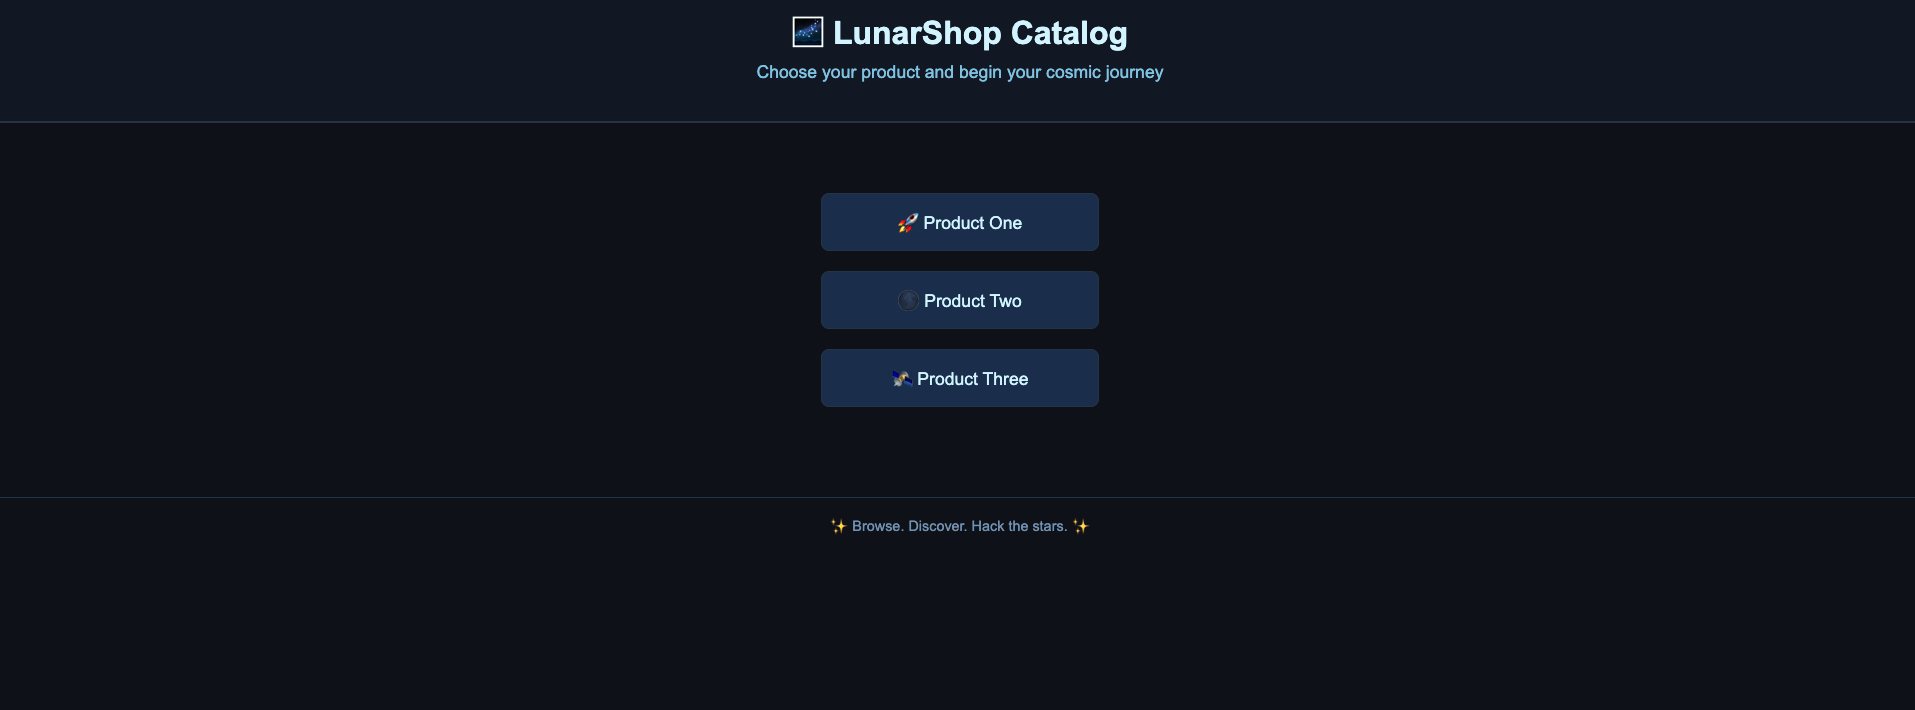 🌌 LunarShop Catalog
Choose your product and begin your cosmic journey
🚀 Product One
🌑 Product Two
🛰️ Product Three
✨ Browse. Discover. Hack the stars. ✨